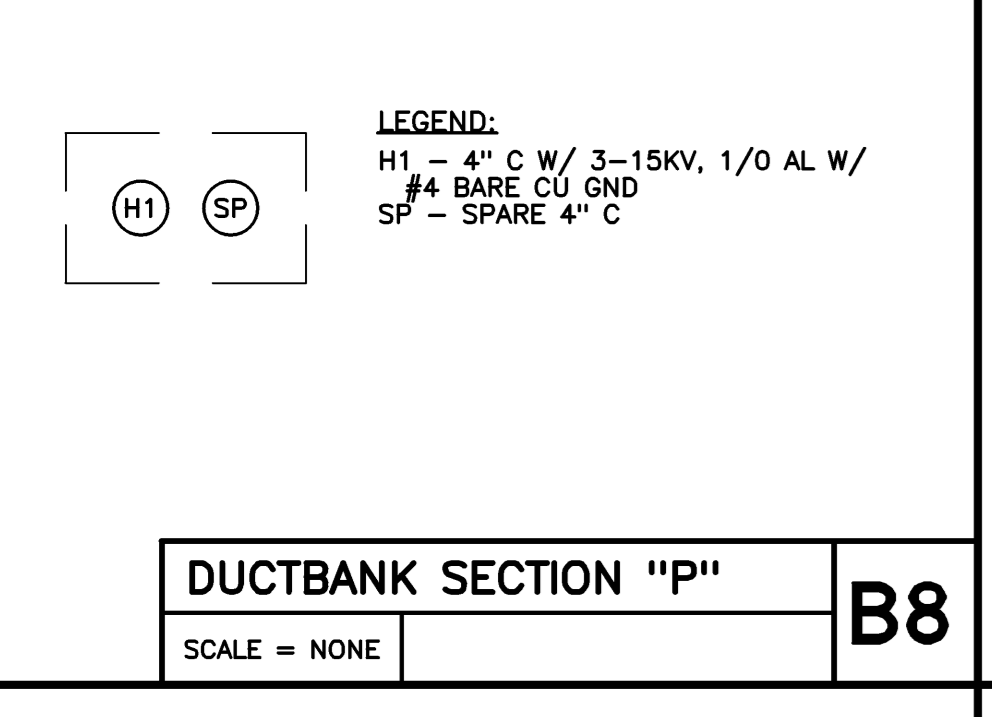 LEGEND:
H1 – 4" C W/ 3–15KV, 1/0 AL W/
#4 BARE CU GND
SP – SPARE 4" C
H1 SP
DUCTBANK SECTION "P"
SCALE = NONE
B8